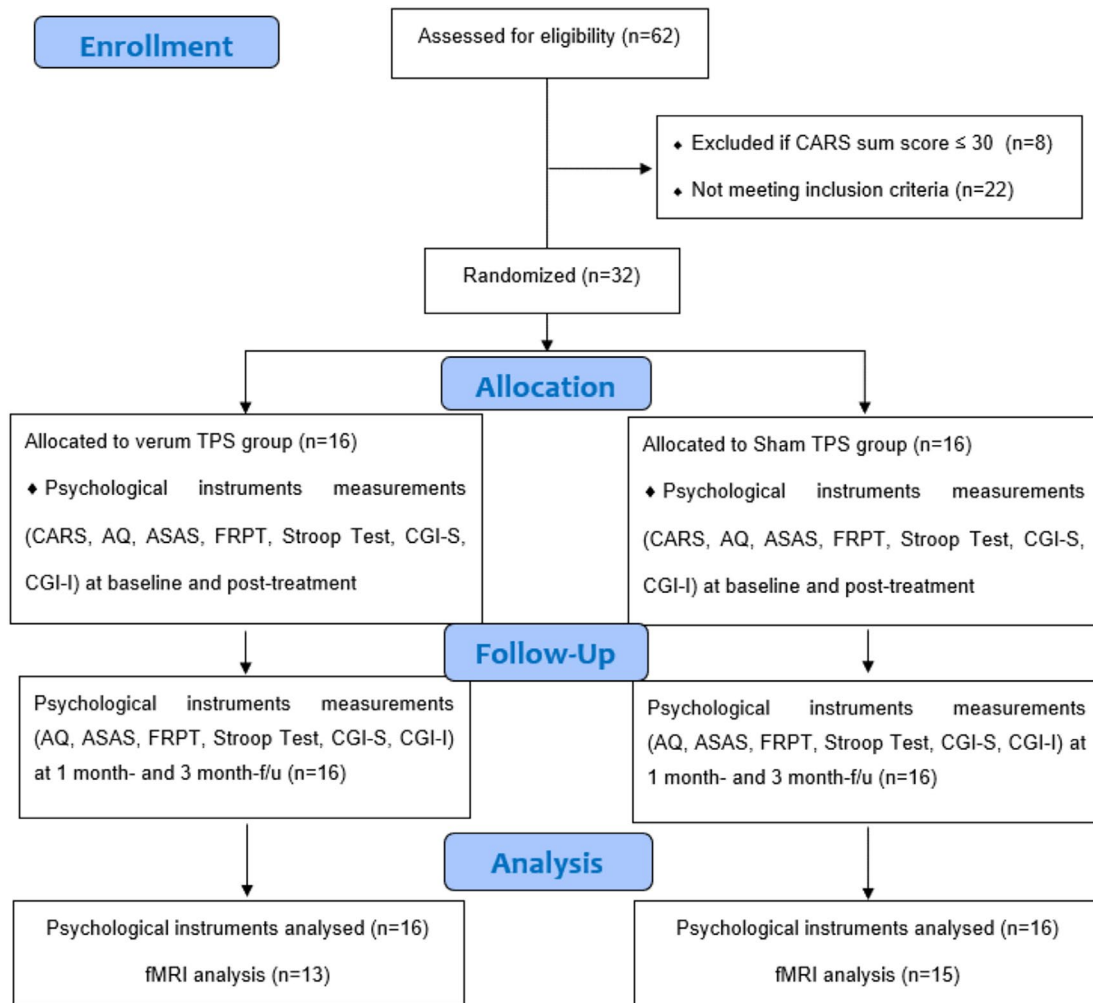 Enrollment
Assessed for eligibility (n=62)
♦ Excluded if CARS sum score ≤ 30 (n=8)
♦ Not meeting inclusion criteria (n=22)
Randomized (n=32)
Allocation
Allocated to verum TPS group (n=16)
♦ Psychological instruments measurements
(CARS, AQ, ASAS, FRPT, Stroop Test, CGI-S,
CGI-I) at baseline and post-treatment
Allocated to Sham TPS group (n=16)
♦ Psychological instruments measurements
(CARS, AQ, ASAS, FRPT, Stroop Test, CGI-S,
CGI-I) at baseline and post-treatment
Follow-Up
Psychological instruments measurements
(AQ, ASAS, FRPT, Stroop Test, CGI-S, CGI-I)
at 1 month- and 3 month-f/u (n=16)
Psychological instruments measurements
(AQ, ASAS, FRPT, Stroop Test, CGI-S, CGI-I) at
1 month- and 3 month-f/u (n=16)
Analysis
Psychological instruments analysed (n=16)
fMRI analysis (n=13)
Psychological instruments analysed (n=16)
fMRI analysis (n=15)